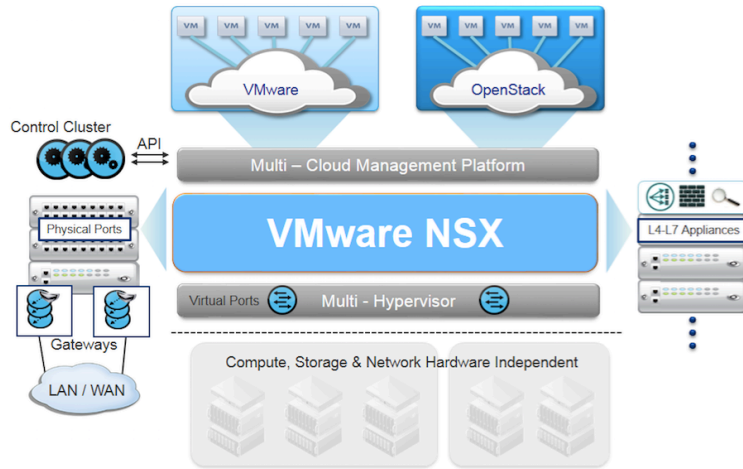 VM VM VM VM VM
VMware
VM VM VM VM VM
OpenStack
Control Cluster
API
Multi – Cloud Management Platform
Physical Ports
VMware NSX
L4-L7 Appliances
Virtual Ports
Multi - Hypervisor
Gateways
LAN / WAN
Compute, Storage & Network Hardware Independent